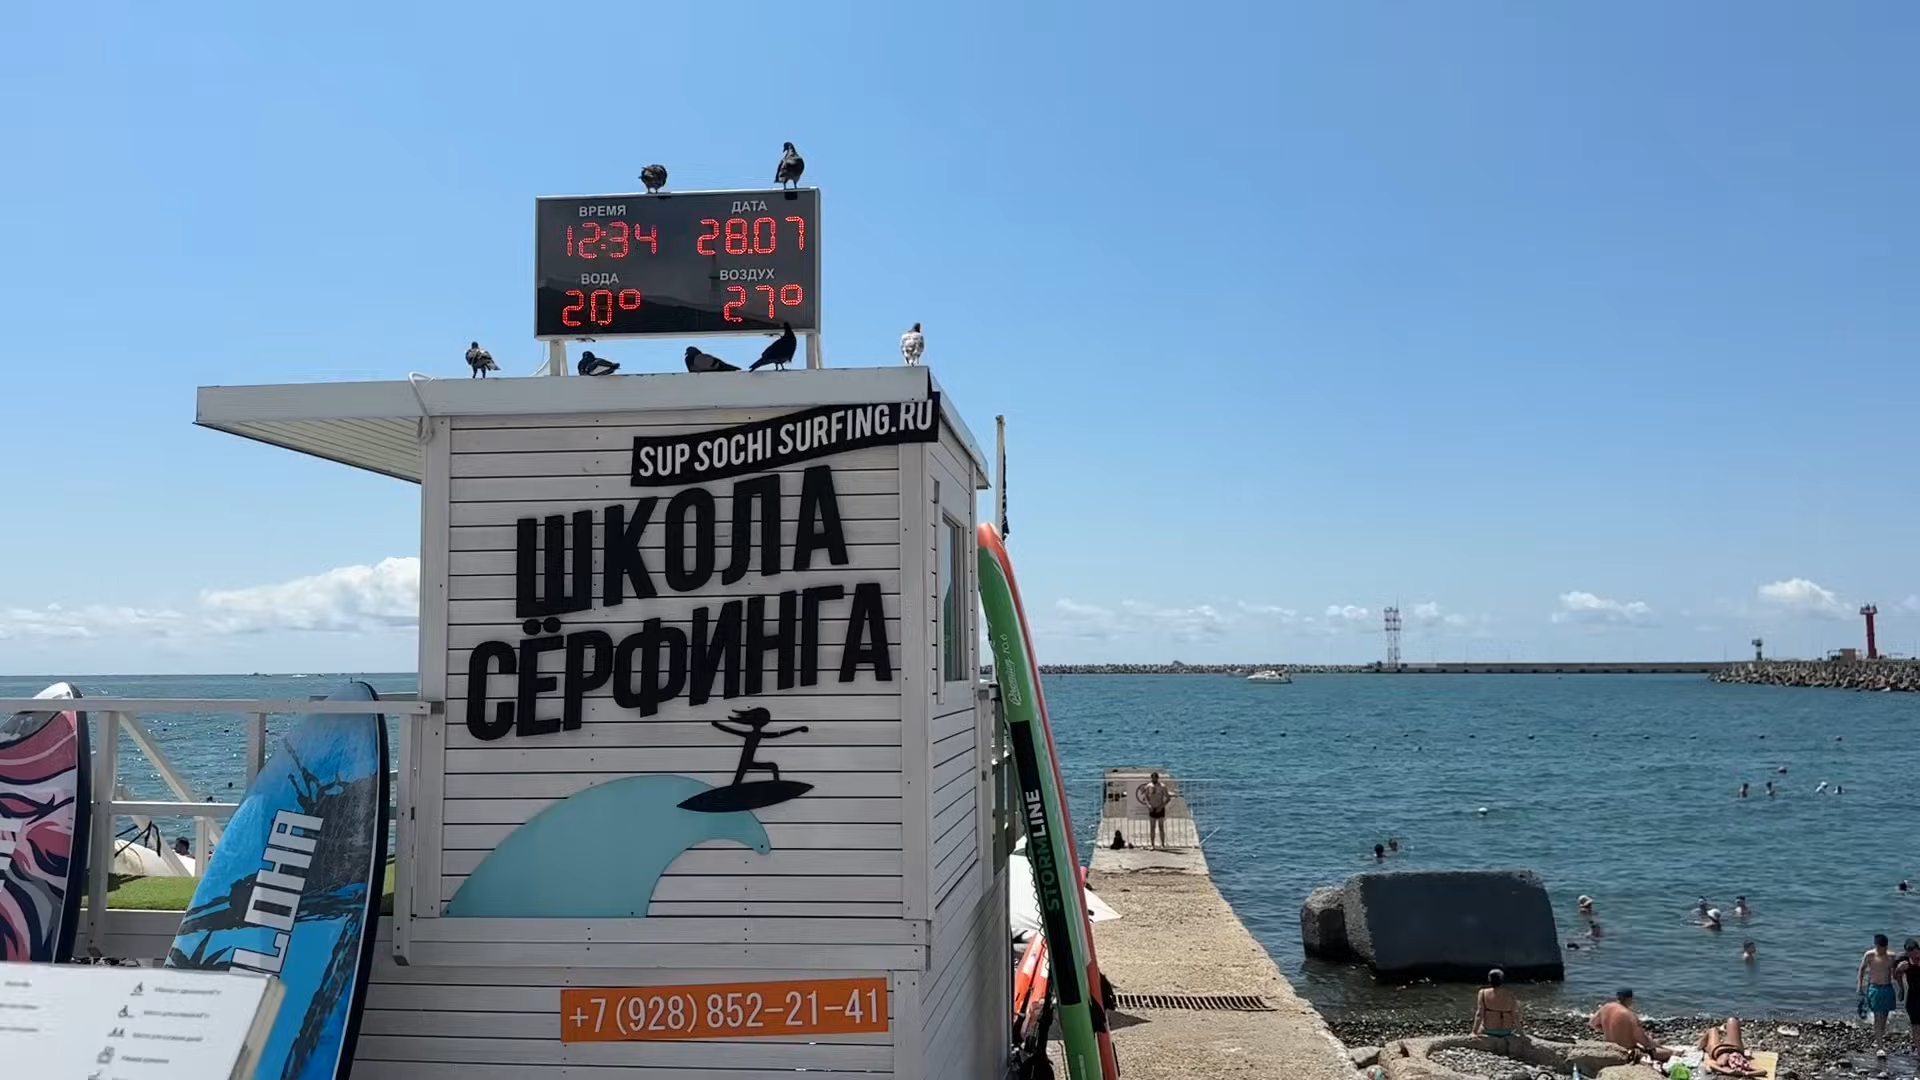 ВРЕМЯ ДАТА
12:34 28.07
ВОДА ВОЗДУХ
20° 27°
SUP SOCHI SURFING.RU
ШКОЛА
СЁРФИНГА
STORMLINE
+7 (928) 852-21-41